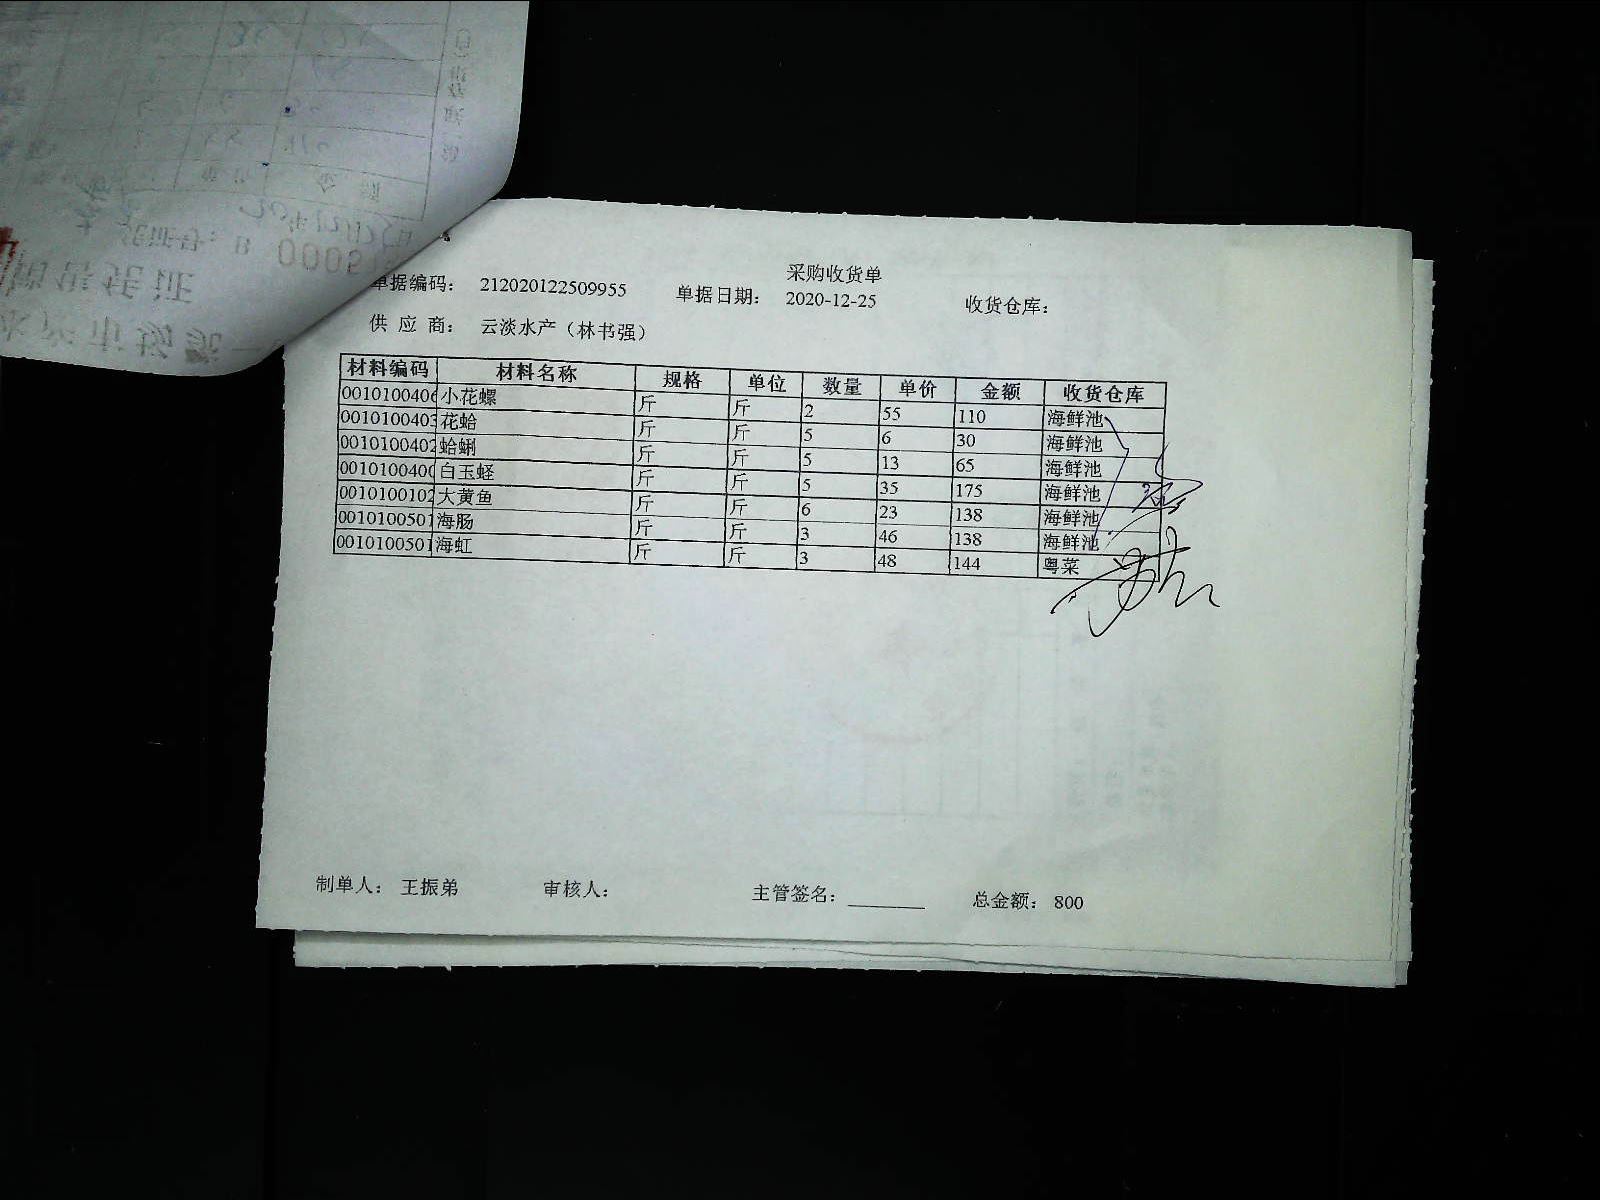 采购收货单
单据编码： 212020122509955 单据日期： 2020-12-25 收货仓库：
供 应 商： 云淡水产（林书强）
材料编码 材料名称 规格 单位 数量 单价 金额 收货仓库
0010100406 小花螺 斤 斤 2 55 110 海鲜池
0010100403 花蛤 斤 斤 5 6 30 海鲜池
0010100402 蛤蜊 斤 斤 5 13 65 海鲜池
0010100400 白玉蛏 斤 斤 5 35 175 海鲜池
0010100102 大黄鱼 斤 斤 6 23 138 海鲜池
0010100501 海肠 斤 斤 3 46 138 海鲜池
0010100501 海虹 斤 斤 3 48 144 粤菜
制单人： 王振弟 审核人： 主管签名： 总金额： 800